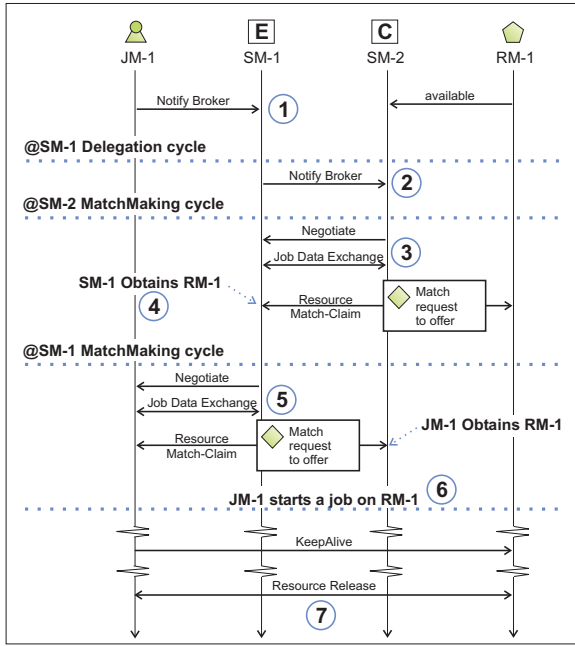 E
C
JM-1
SM-1
SM-2
RM-1
Notify Broker
1
available
@SM-1 Delegation cycle
Notify Broker
2
@SM-2 MatchMaking cycle
Negotiate
3
Job Data Exchange
SM-1 Obtains RM-1
4
Resource
Match-Claim
Match
request
to offer
@SM-1 MatchMaking cycle
Negotiate
5
Job Data Exchange
Resource
Match-Claim
Match
request
to offer
JM-1 Obtains RM-1
JM-1 starts a job on RM-1
6
KeepAlive
Resource Release
7